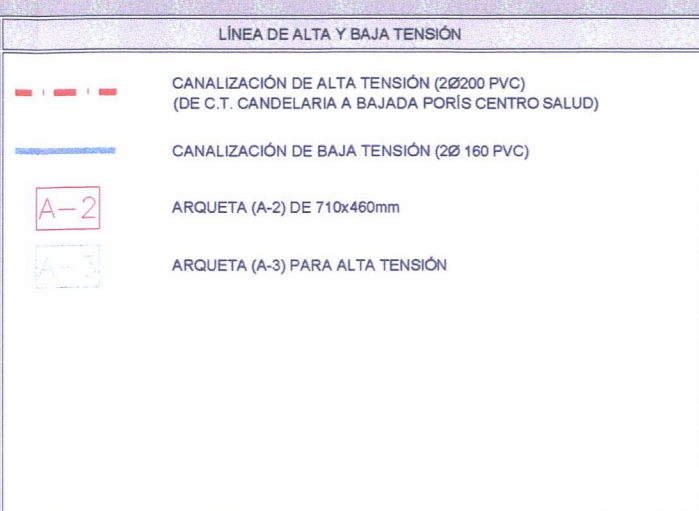 LÍNEA DE ALTA Y BAJA TENSIÓN
CANALIZACIÓN DE ALTA TENSIÓN (2Ø200 PVC)
(DE C.T. CANDELARIA A BAJADA PORÍS CENTRO SALUD)
CANALIZACIÓN DE BAJA TENSIÓN (2Ø 160 PVC)
A-2 ARQUETA (A-2) DE 710x460mm
A-3 ARQUETA (A-3) PARA ALTA TENSIÓN